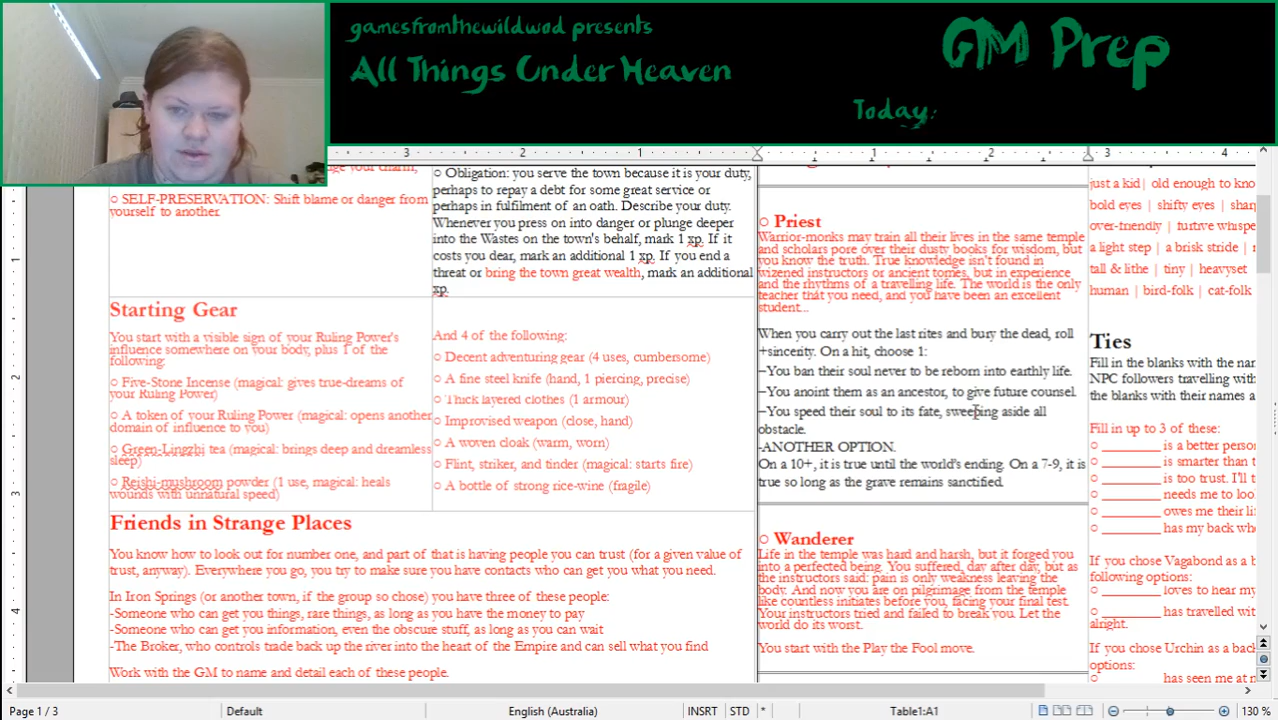 gamesfromthewildwod presents
All Things Under Heaven
GM Prep
Today:
3 2 1 1 2 3 4
○ SELF-PRESERVATION: Shift blame or danger from
yourself to another.
○ Obligation: you serve the town because it is your duty,
perhaps to repay a debt for some great service or
perhaps in fulfilment of an oath. Describe your duty.
Whenever you press on into danger or plunge deeper
into the Wastes on the town's behalf, mark 1 xp. If it
costs you dear, mark an additional 1 xp. If you end a
threat or bring the town great wealth, mark an additional
xp.
Starting Gear
You start with a visible sign of your Ruling Power's
influence somewhere on your body, plus 1 of the
following:
○ Five-Stone Incense (magical: gives true-dreams of
your Ruling Power)
○ A token of your Ruling Power (magical: opens another
domain of influence to you)
○ Green-Lingzhi tea (magical: brings deep and dreamless
sleep)
○ Reishi-mushroom powder (1 use, magical: heals
wounds with unnatural speed)
And 4 of the following:
○ Decent adventuring gear (4 uses, cumbersome)
○ A fine steel knife (hand, 1 piercing, precise)
○ Thick layered clothes (1 armour)
○ Improvised weapon (close, hand)
○ A woven cloak (warm, worn)
○ Flint, striker, and tinder (magical: starts fire)
○ A bottle of strong rice-wine (fragile)
Friends in Strange Places
You know how to look out for number one, and part of that is having people you can trust (for a given value of
trust, anyway). Everywhere you go, you try to make sure you have contacts who can get you what you need.
In Iron Springs (or another town, if the group so chose) you have three of these people:
-Someone who can get you things, rare things, as long as you have the money to pay
-Someone who can get you information, even the obscure stuff, as long as you can wait
-The Broker, who controls trade back up the river into the heart of the Empire and can sell what you find
Work with the GM to name and detail each of these people.
○ Priest
Warrior-monks may train all their lives in the same temple
and scholars pore over their dusty books for wisdom, but
you know the truth. True knowledge isn't found in
wizened instructors or ancient tomes, but in experience
and the rhythms of a travelling life. The world is the only
teacher that you need, and you have been an excellent
student...
When you carry out the last rites and bury the dead, roll
+sincerity. On a hit, choose 1:
–You ban their soul never to be reborn into earthly life.
–You anoint them as an ancestor, to give future counsel.
–You speed their soul to its fate, sweeping aside all
obstacle.
-ANOTHER OPTION.
On a 10+, it is true until the world's ending. On a 7-9, it is
true so long as the grave remains sanctified.
○ Wanderer
Life in the temple was hard and harsh, but it forged you
into a perfected being. You suffered, day after day, but as
the instructors said: pain is only weakness leaving the
body. And now you are on pilgrimage from the temple
like countless initiates before you, facing your final test.
Your instructors tried and failed to break you. Let the
world do its worst.
You start with the Play the Fool move.
just a kid | old enough to kno
bold eyes | shifty eyes | shar
over-friendly | furtive whispe
a light step | a brisk stride |
tall & lithe | tiny | heavyset
human | bird-folk | cat-folk
Ties
Fill in the blanks with the nar
NPC followers travelling with
the blanks with their names a
Fill in up to 3 of these:
○ ________ is a better perso
○ ________ is smarter than t
○ ________ is too trust. I'll t
○ ________ needs me to loo
○ ________ owes me their li
○ ________ has my back wh
If you chose Vagabond as a b
following options:
○ ________ loves to hear my
○ ________ has travelled wit
alright.
If you chose Urchin as a back
options:
○ ________ has seen me at
1
2
3
4
Page 1 / 3 Default English (Australia) INSRT STD * Table1:A1 130 %